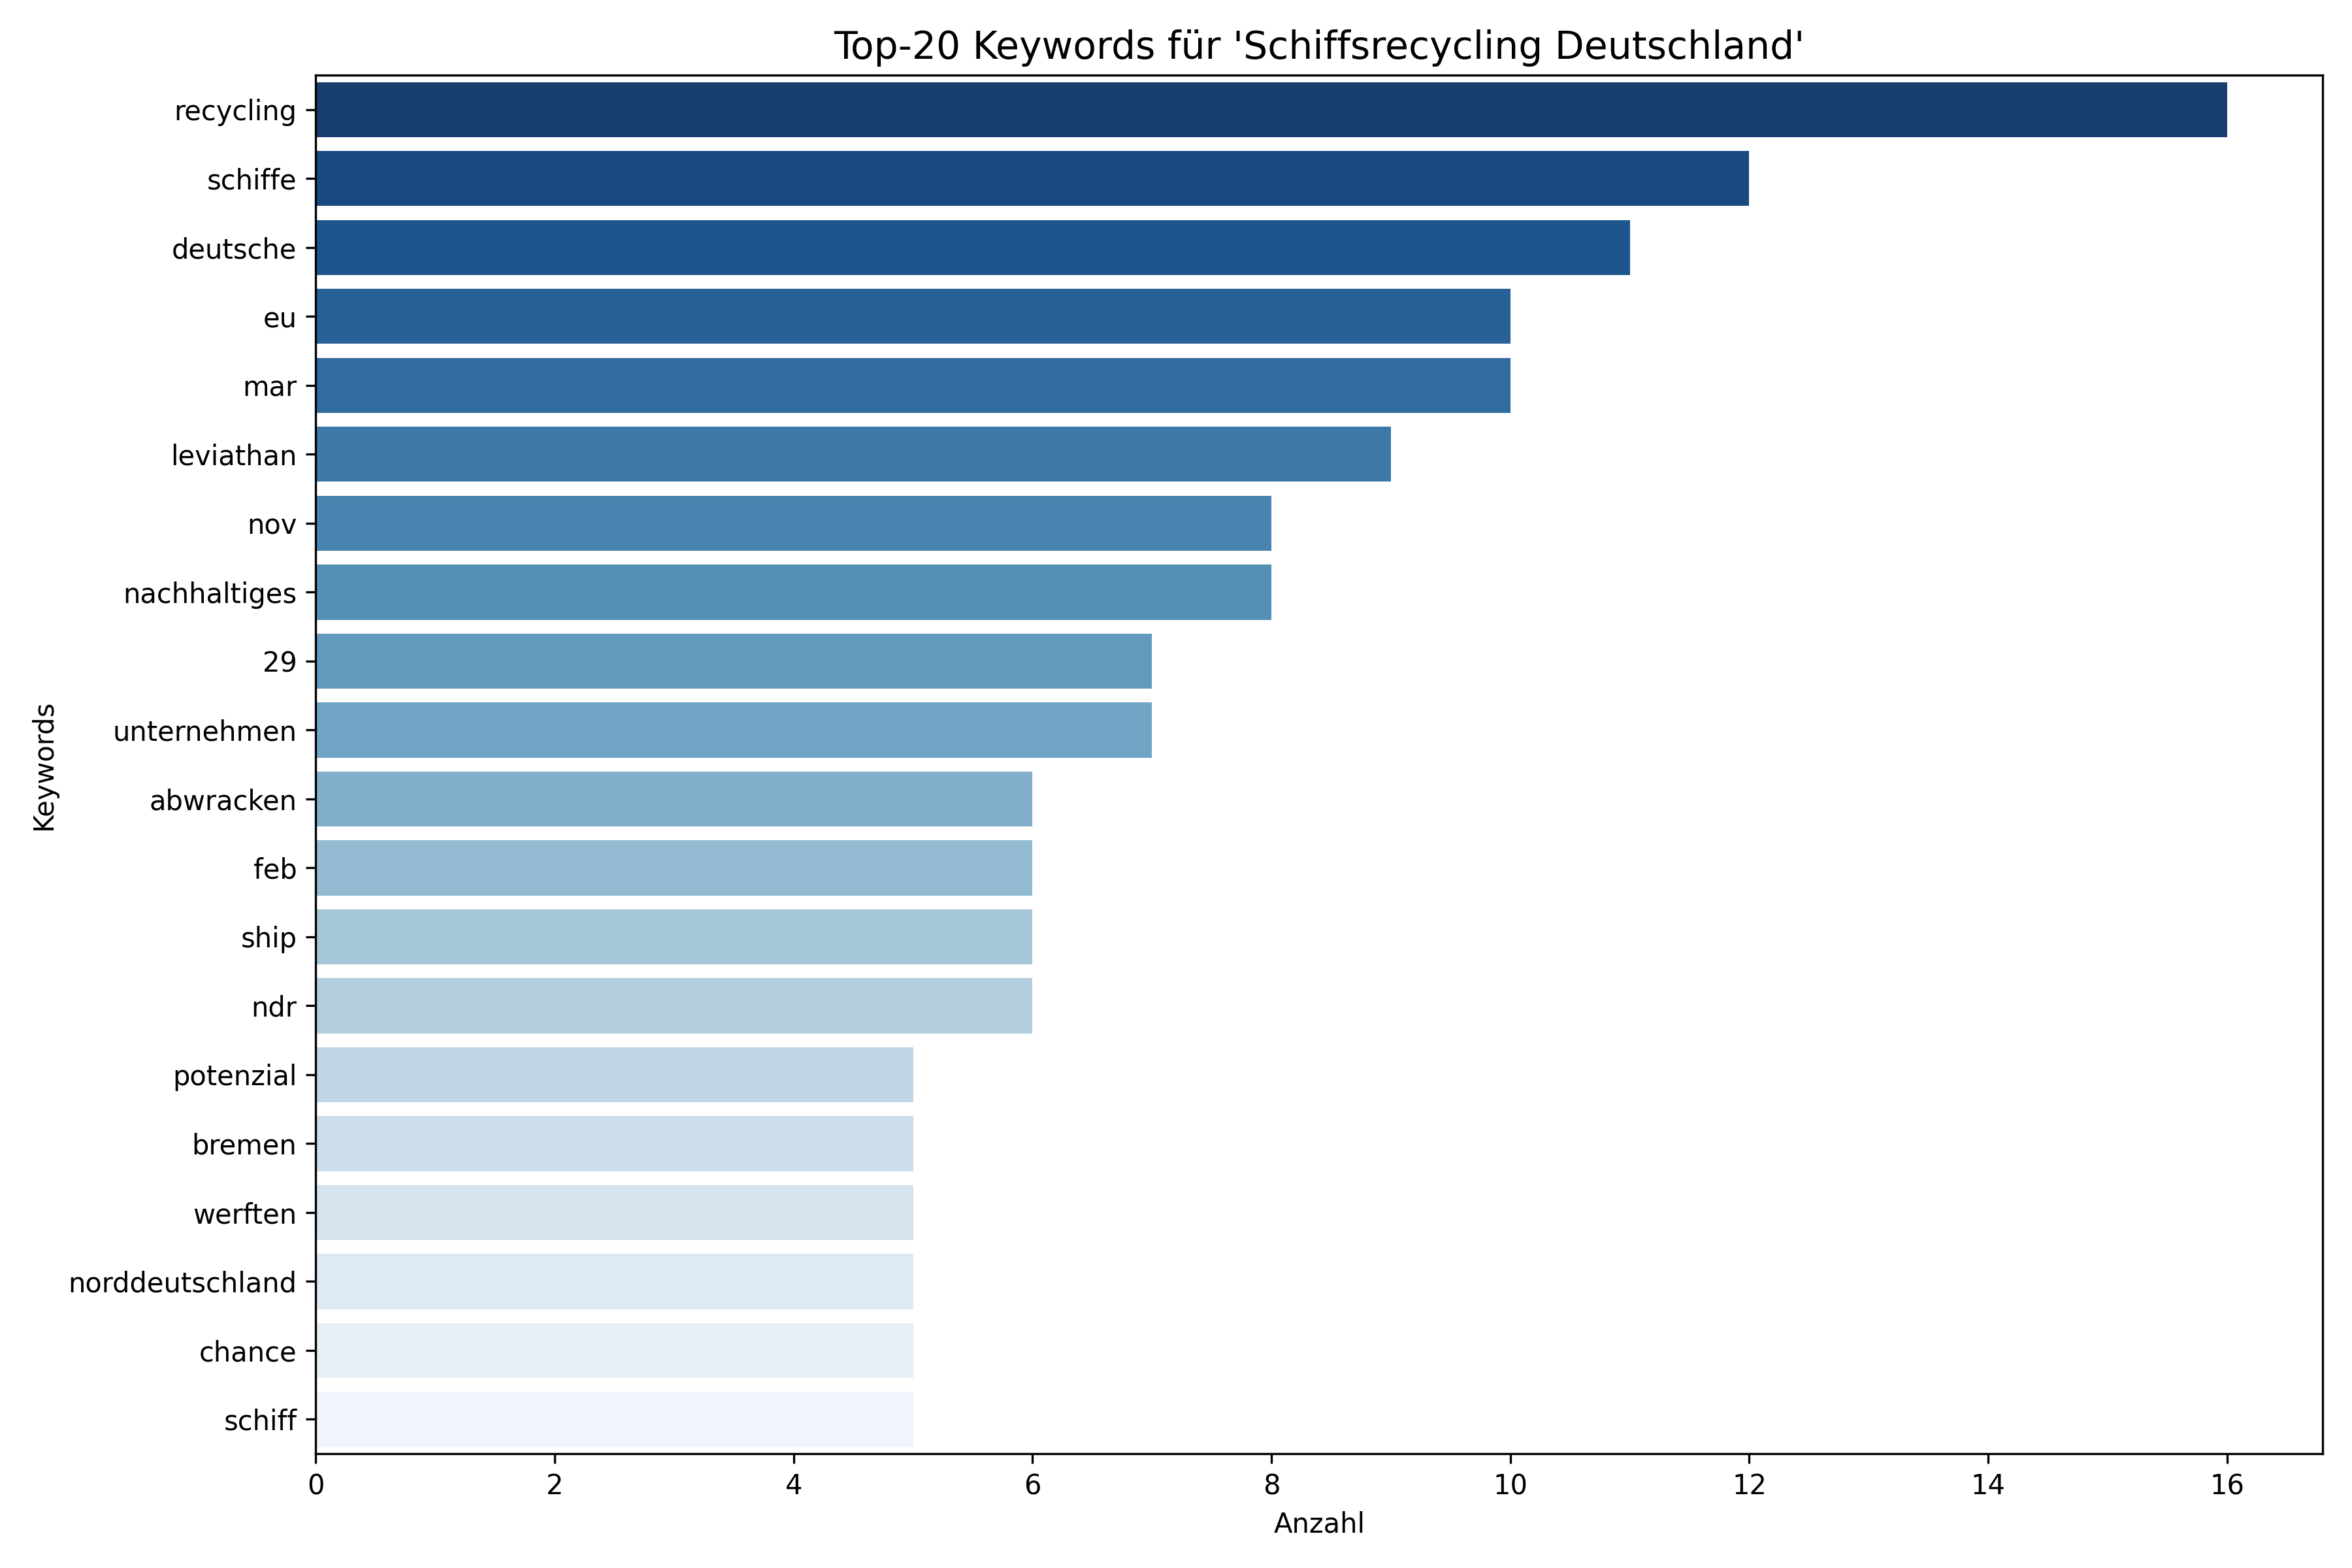 Top-20 Keywords für 'Schiffsrecycling Deutschland'
recycling
schiffe
deutsche
eu
mar
leviathan
nov
nachhaltiges
29
unternehmen
abwracken
feb
ship
ndr
potenzial
bremen
werften
norddeutschland
chance
schiff
Keywords
0 2 4 6 8 10 12 14 16
Anzahl